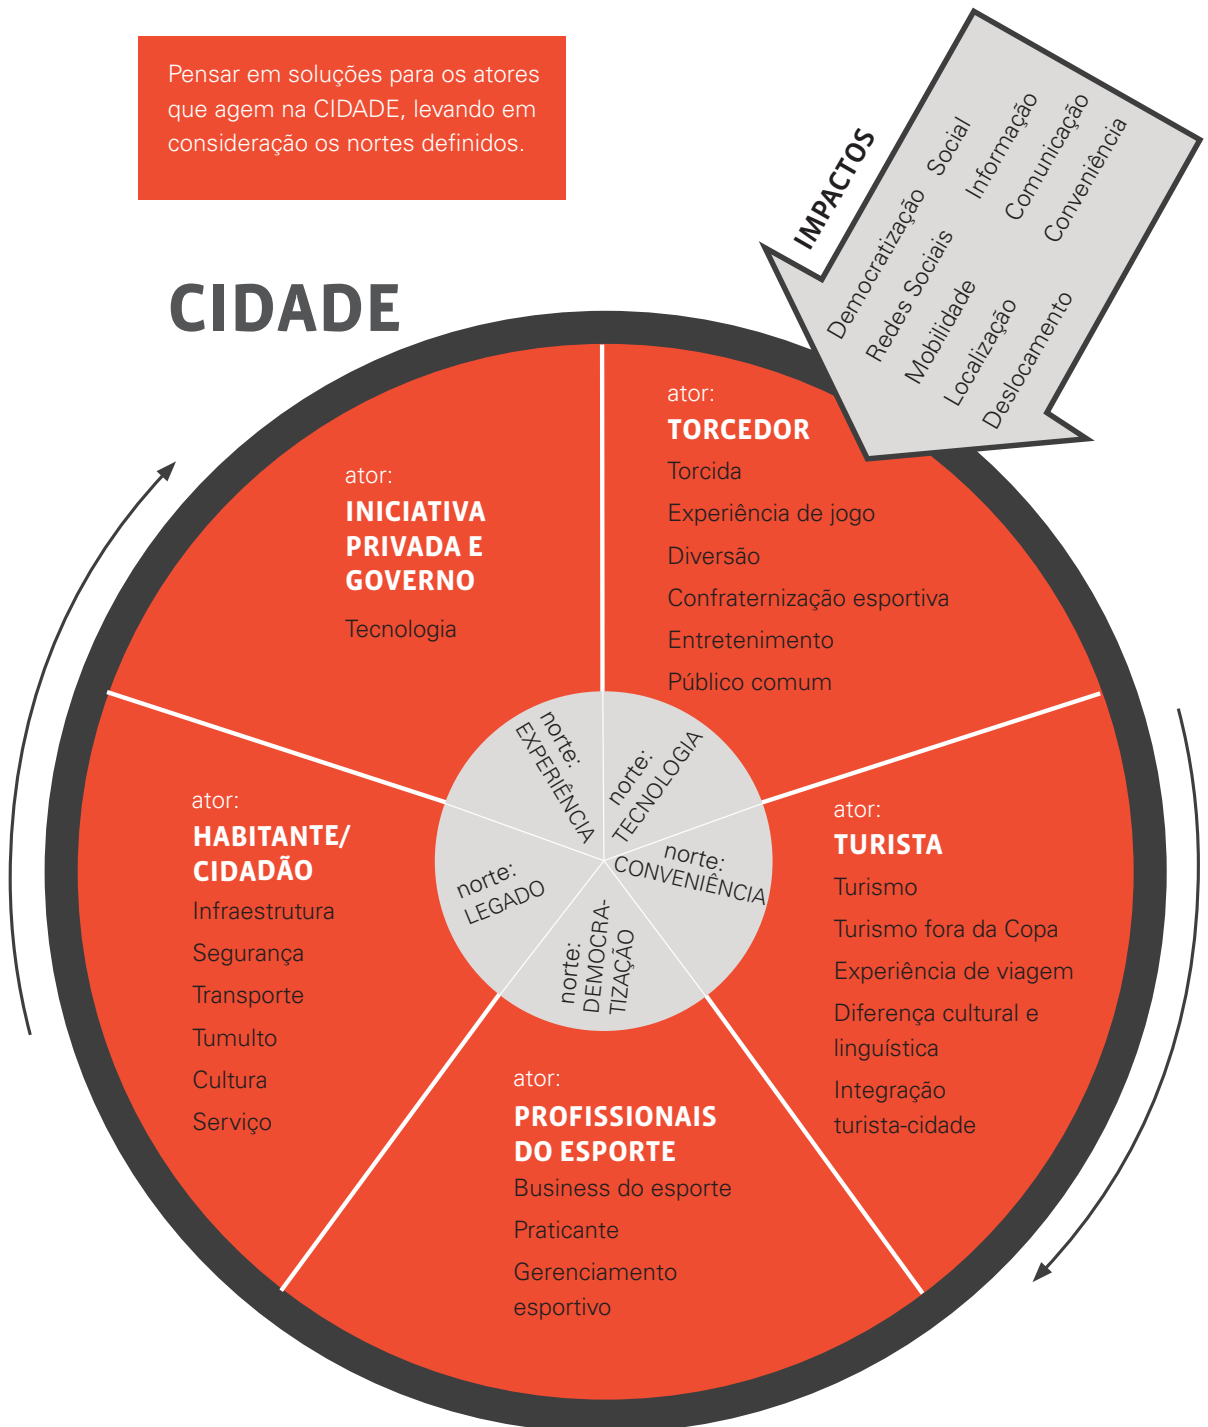 Pensar em soluções para os atores
que agem na CIDADE, levando em
consideração os nortes definidos.
IMPACTOS
Democratização Social
Redes Sociais Informação
Mobilidade Comunicação
Localização Conveniência
Deslocamento
CIDADE
ator:
TORCEDOR
Torcida
Experiência de jogo
Diversão
Confraternização esportiva
Entretenimento
Público comum
ator:
INICIATIVA
PRIVADA E
GOVERNO
Tecnologia
norte:
EXPERIÊNCIA
norte:
TECNOLOGIA
norte:
CONVENIÊNCIA
norte:
DEMOCRA-
TIZAÇÃO
norte:
LEGADO
ator:
HABITANTE/
CIDADÃO
Infraestrutura
Segurança
Transporte
Tumulto
Cultura
Serviço
ator:
TURISTA
Turismo
Turismo fora da Copa
Experiência de viagem
Diferença cultural e
linguística
Integração
turista-cidade
ator:
PROFISSIONAIS
DO ESPORTE
Business do esporte
Praticante
Gerenciamento
esportivo